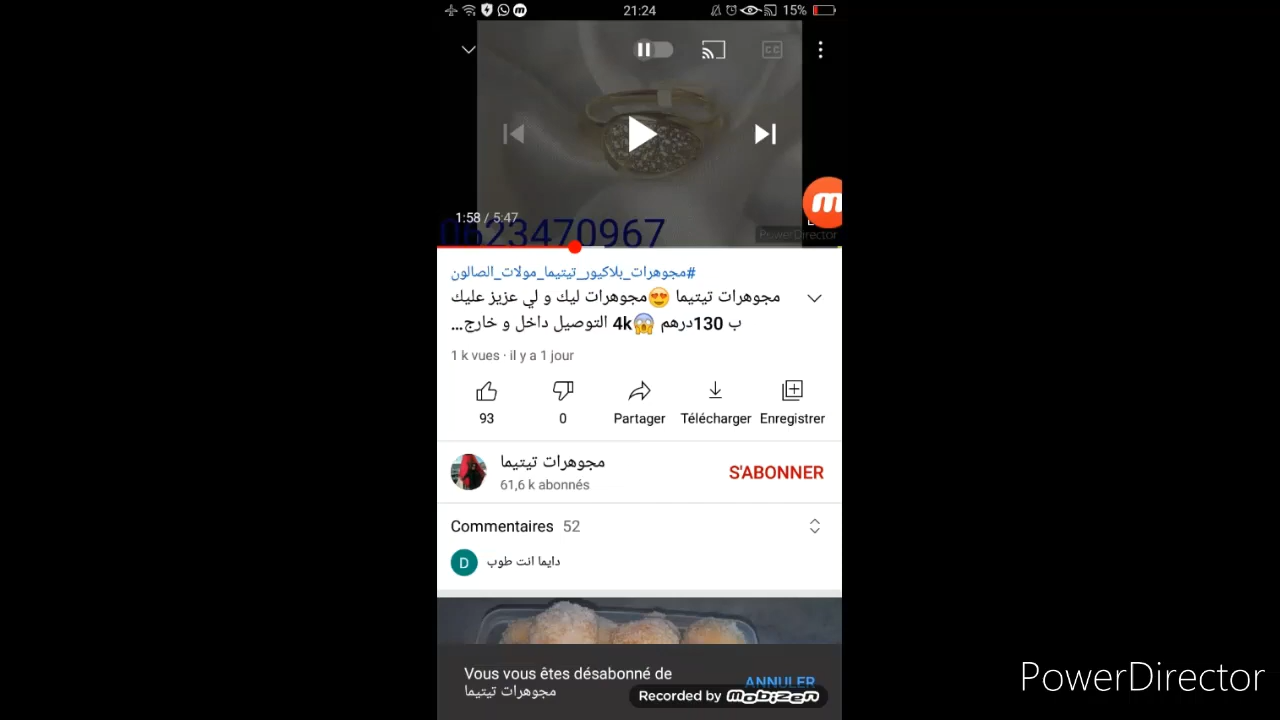 21:24
15%
CC
1:58 / 5:47
0623470967
PowerDirector
#مجوهرات_بلاكيور_تيتيما_مولات_الصالون
مجوهرات تيتيما 😍مجوهرات ليك و لي عزيز عليك
ب 130درهم 😱4k التوصيل داخل و خارج...
1 k vues · il y a 1 jour
93
0
Partager
Télécharger
Enregistrer
مجوهرات تيتيما
S'ABONNER
61,6 k abonnés
Commentaires 52
D
دايما انت طوب
Vous vous êtes désabonné de
مجوهرات تيتيما
ANNULER
Recorded by mobizen
PowerDirector